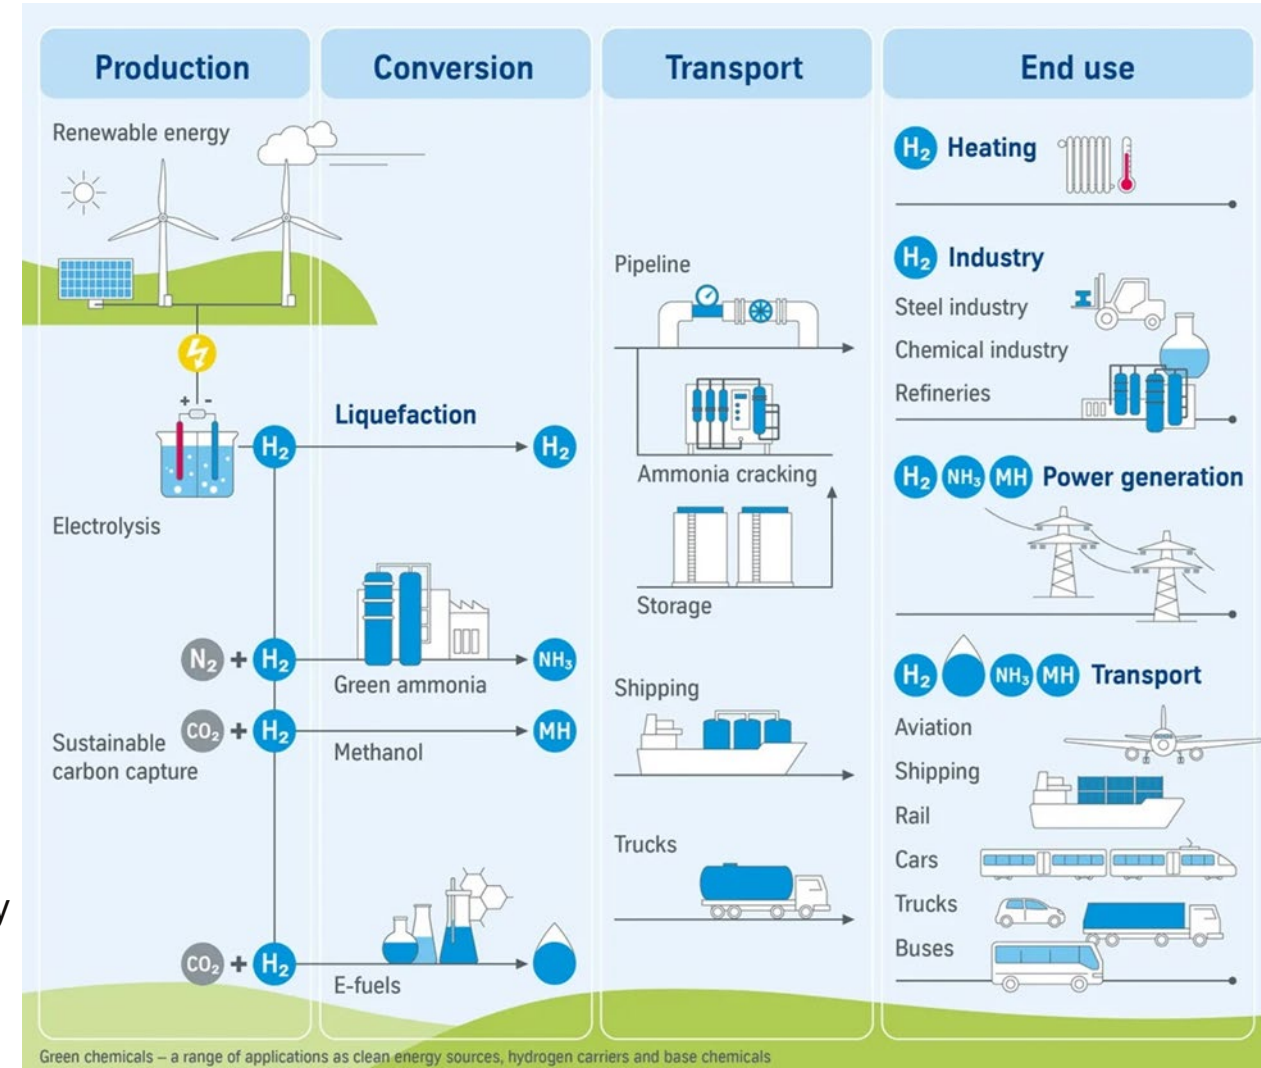 Production
Conversion
Transport
End use
Renewable energy
+ -
H₂
Electrolysis
N₂ + H₂
CO₂ + H₂
Sustainable
carbon capture
CO₂ + H₂
Liquefaction
H₂
NH₃
Green ammonia
MH
Methanol
E-fuels
Pipeline
Ammonia cracking
Storage
Shipping
Trucks
H₂ Heating
H₂ Industry
Steel industry
Chemical industry
Refineries
H₂ NH₃ MH Power generation
H₂ NH₃ MH Transport
Aviation
Shipping
Rail
Cars
Trucks
Buses
y
Green chemicals – a range of applications as clean energy sources, hydrogen carriers and base chemicals